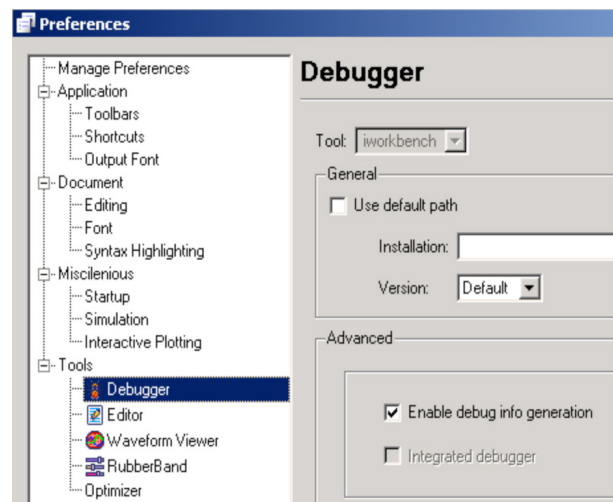 Preferences
Manage Preferences
Application
Toolbars
Shortcuts
Output Font
Document
Editing
Font
Syntax Highlighting
Miscilenious
Startup
Simulation
Interactive Plotting
Tools
Debugger
Editor
Waveform Viewer
RubberBand
Optimizer
Debugger
Tool: iworkbench
General
Use default path
Installation:
Version: Default
Advanced
Enable debug info generation
Integrated debugger